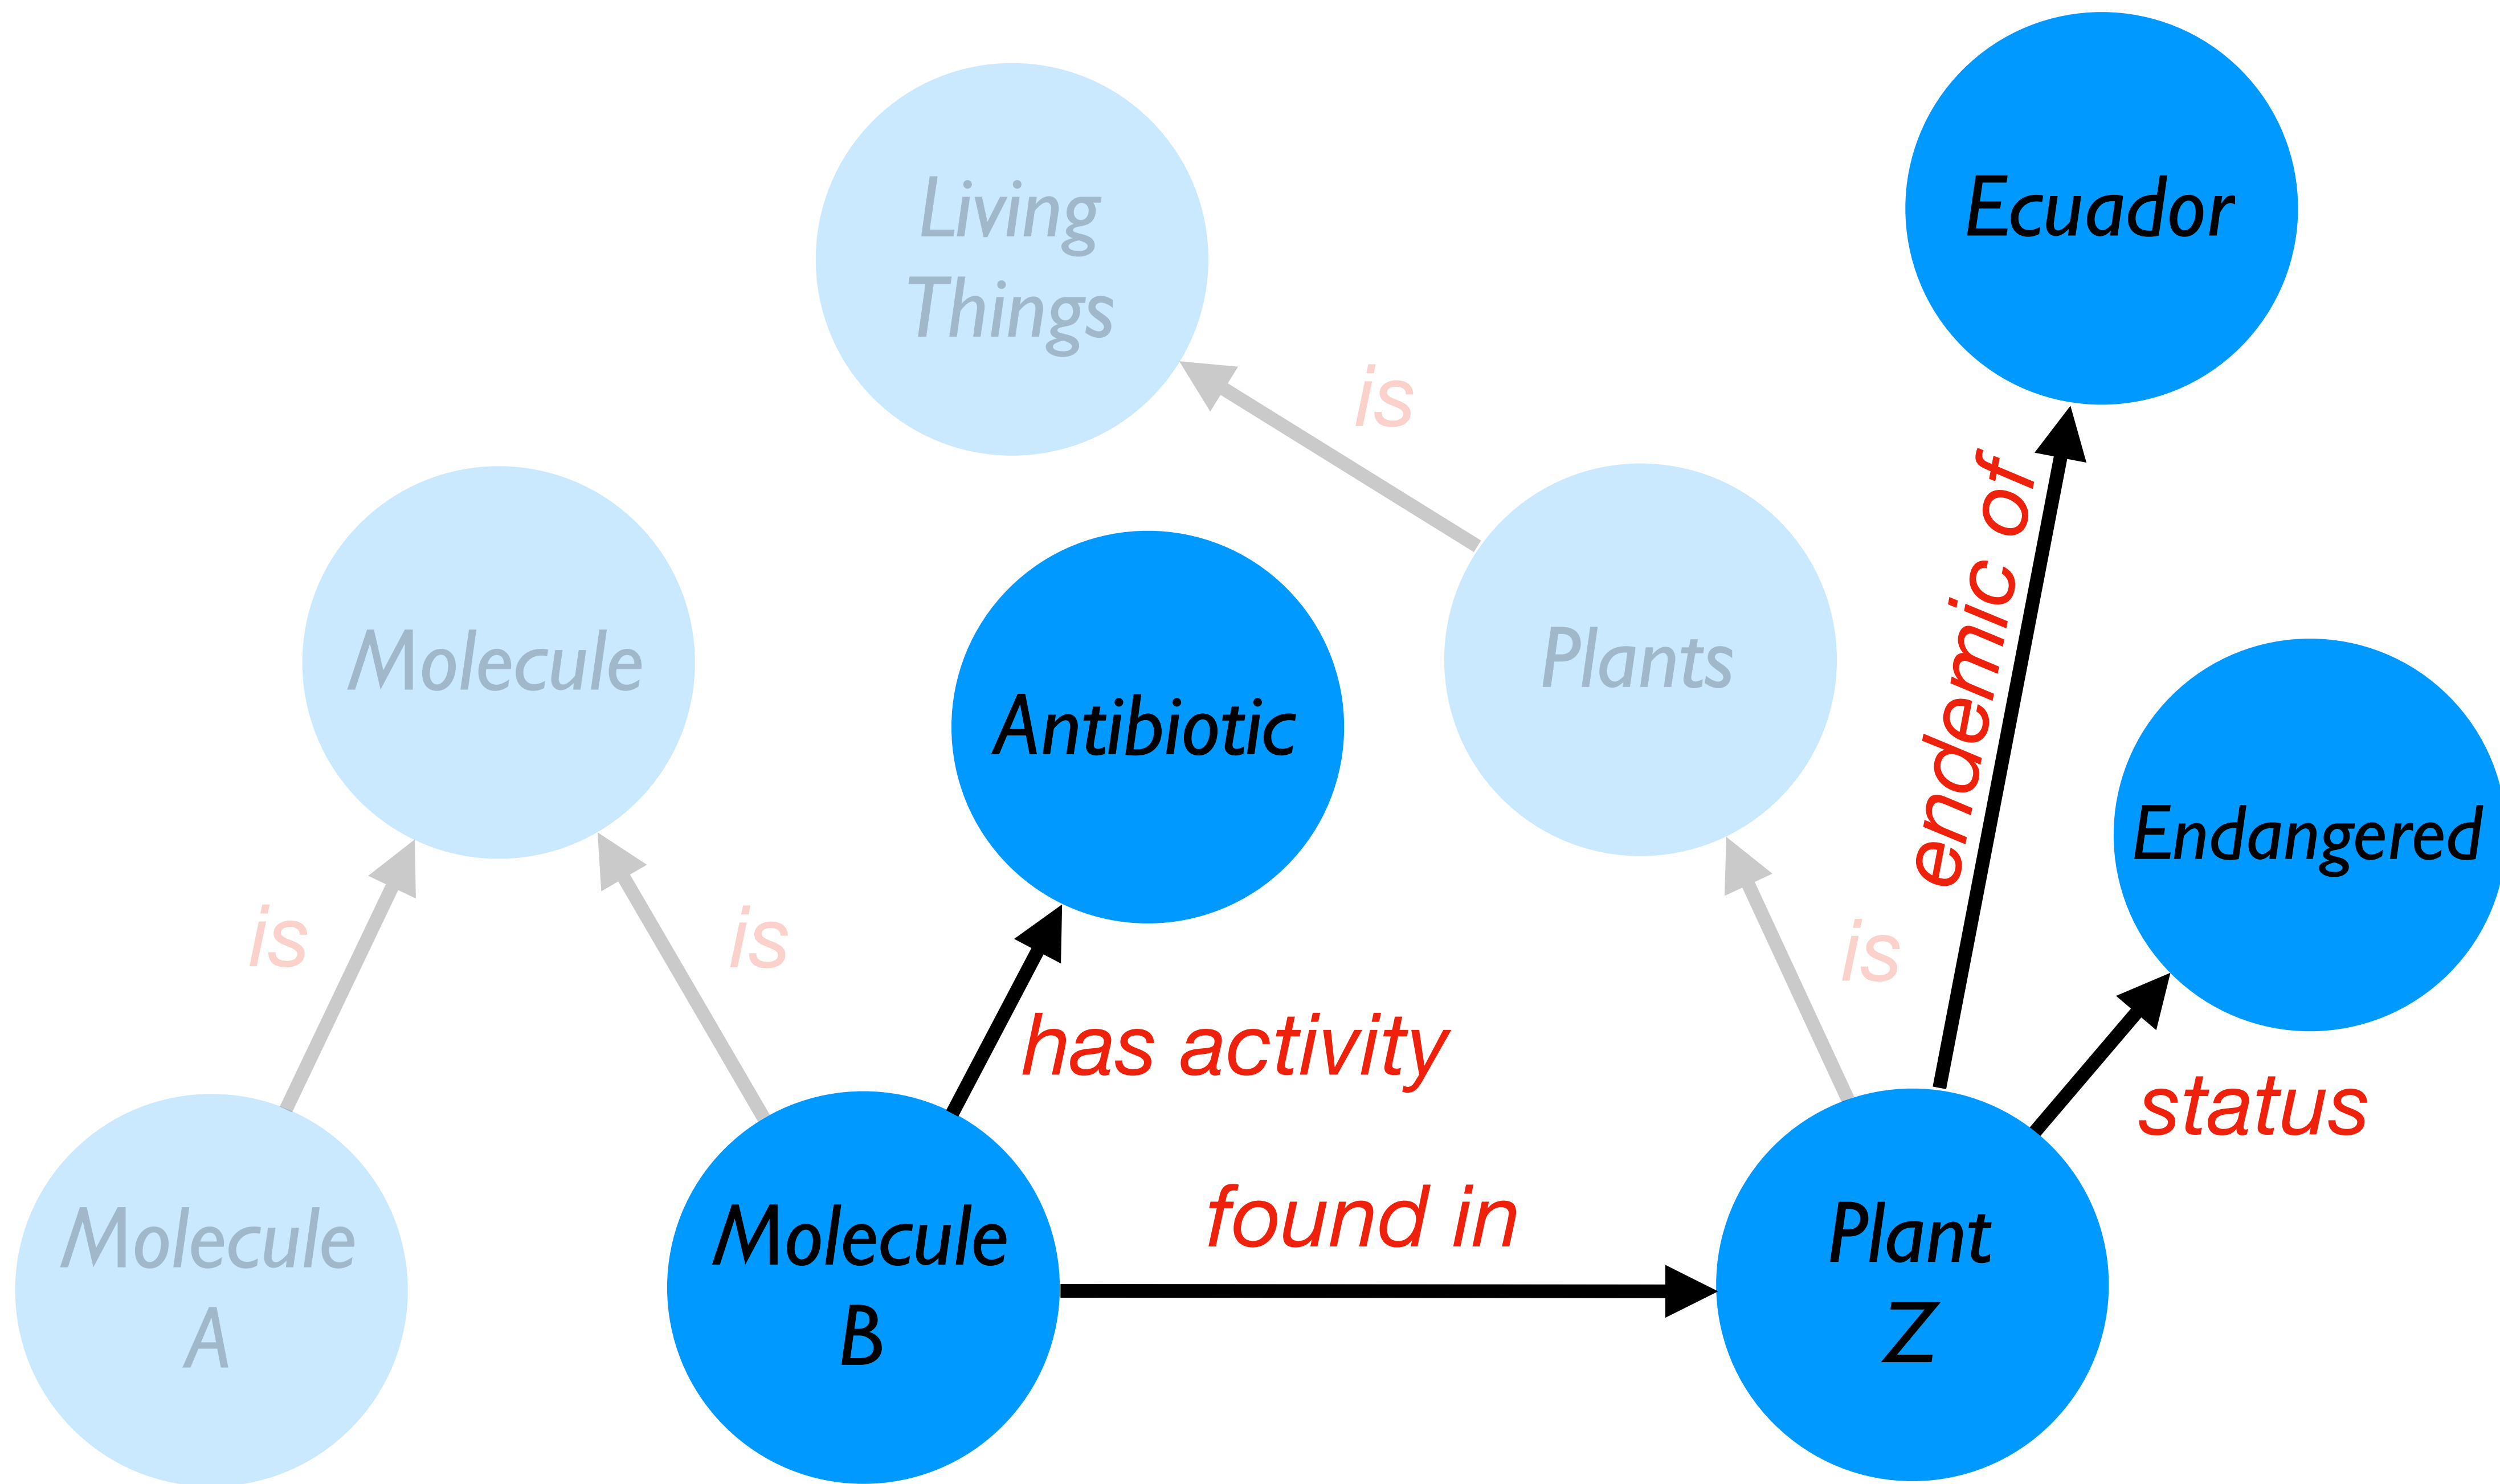 Living
Things
Ecuador
is
endemic of
Molecule
Antibiotic
Plants
Endangered
is
is
is
has activity
status
Molecule
A
Molecule
B
found in
Plant
Z